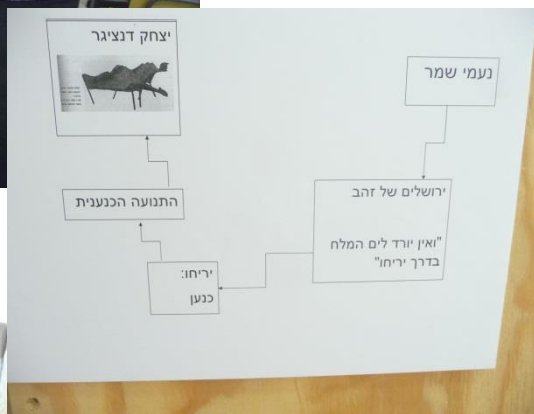 נעמי שמר
ירושלים של זהב
"ואין יורד לים המלח
בדרך יריחו"
יריחו:
כנען
התנועה הכנענית
יצחק דנציגר